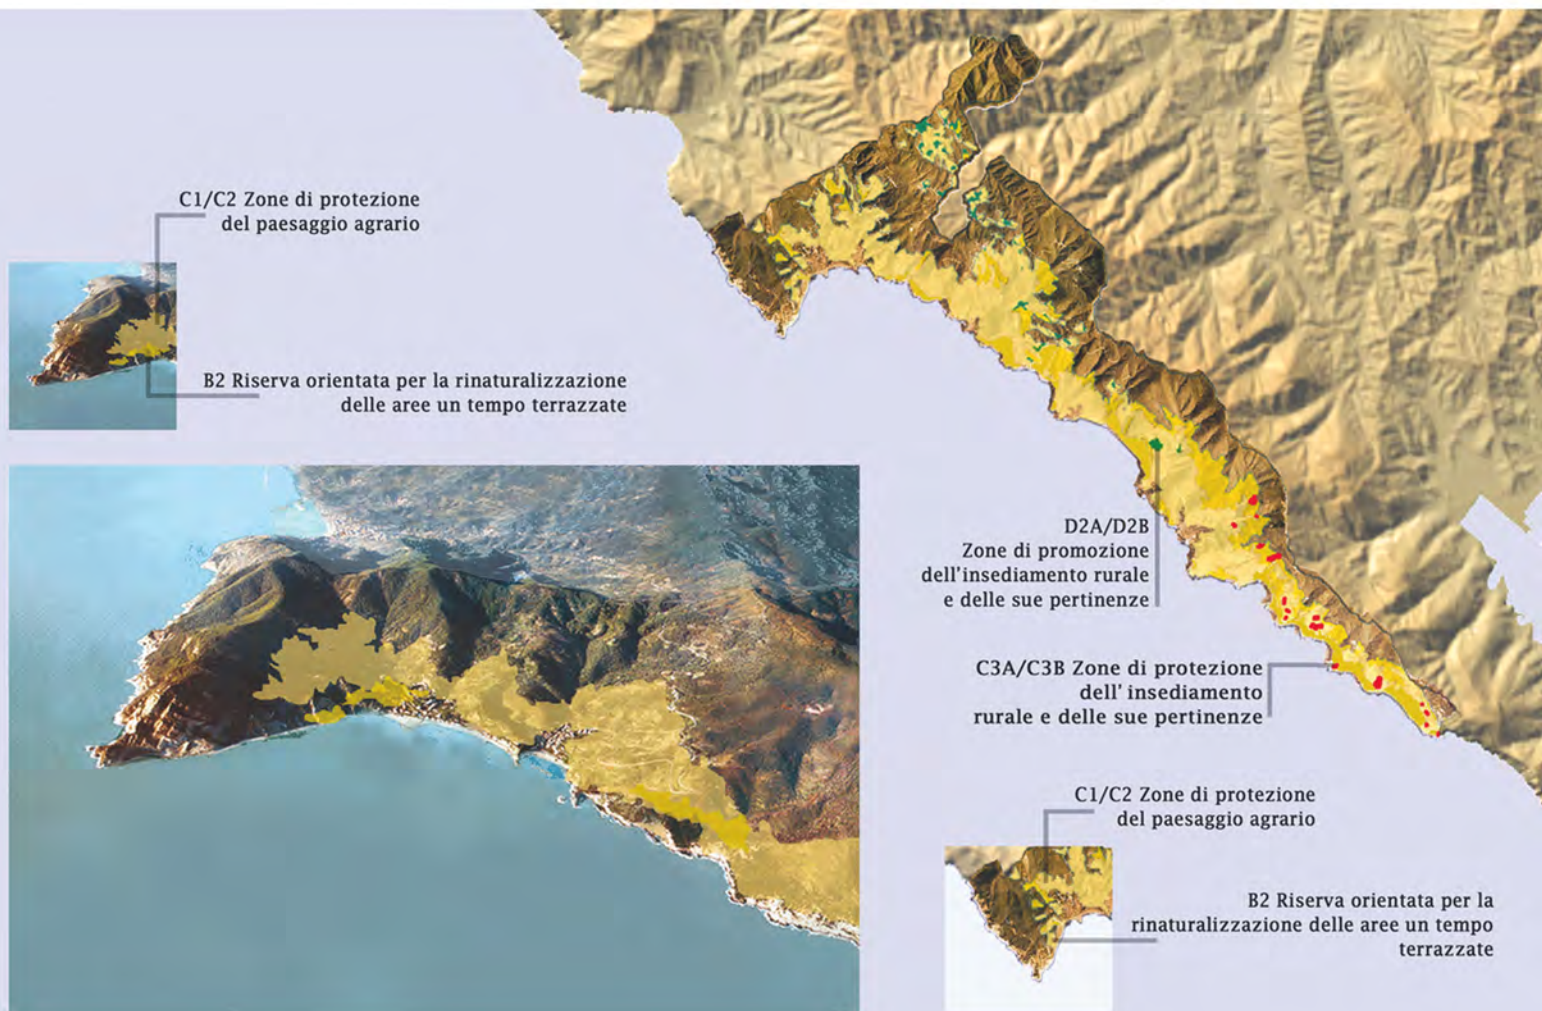 C1/C2 Zone di protezione
del paesaggio agrario
B2 Riserva orientata per la rinaturalizzazione
delle aree un tempo terrazzate
D2A/D2B
Zone di promozione
dell'insediamento rurale
e delle sue pertinenze
C3A/C3B Zone di protezione
dell' insediamento
rurale e delle sue pertinenze
C1/C2 Zone di protezione
del paesaggio agrario
B2 Riserva orientata per la
rinaturalizzazione delle aree un tempo
terrazzate